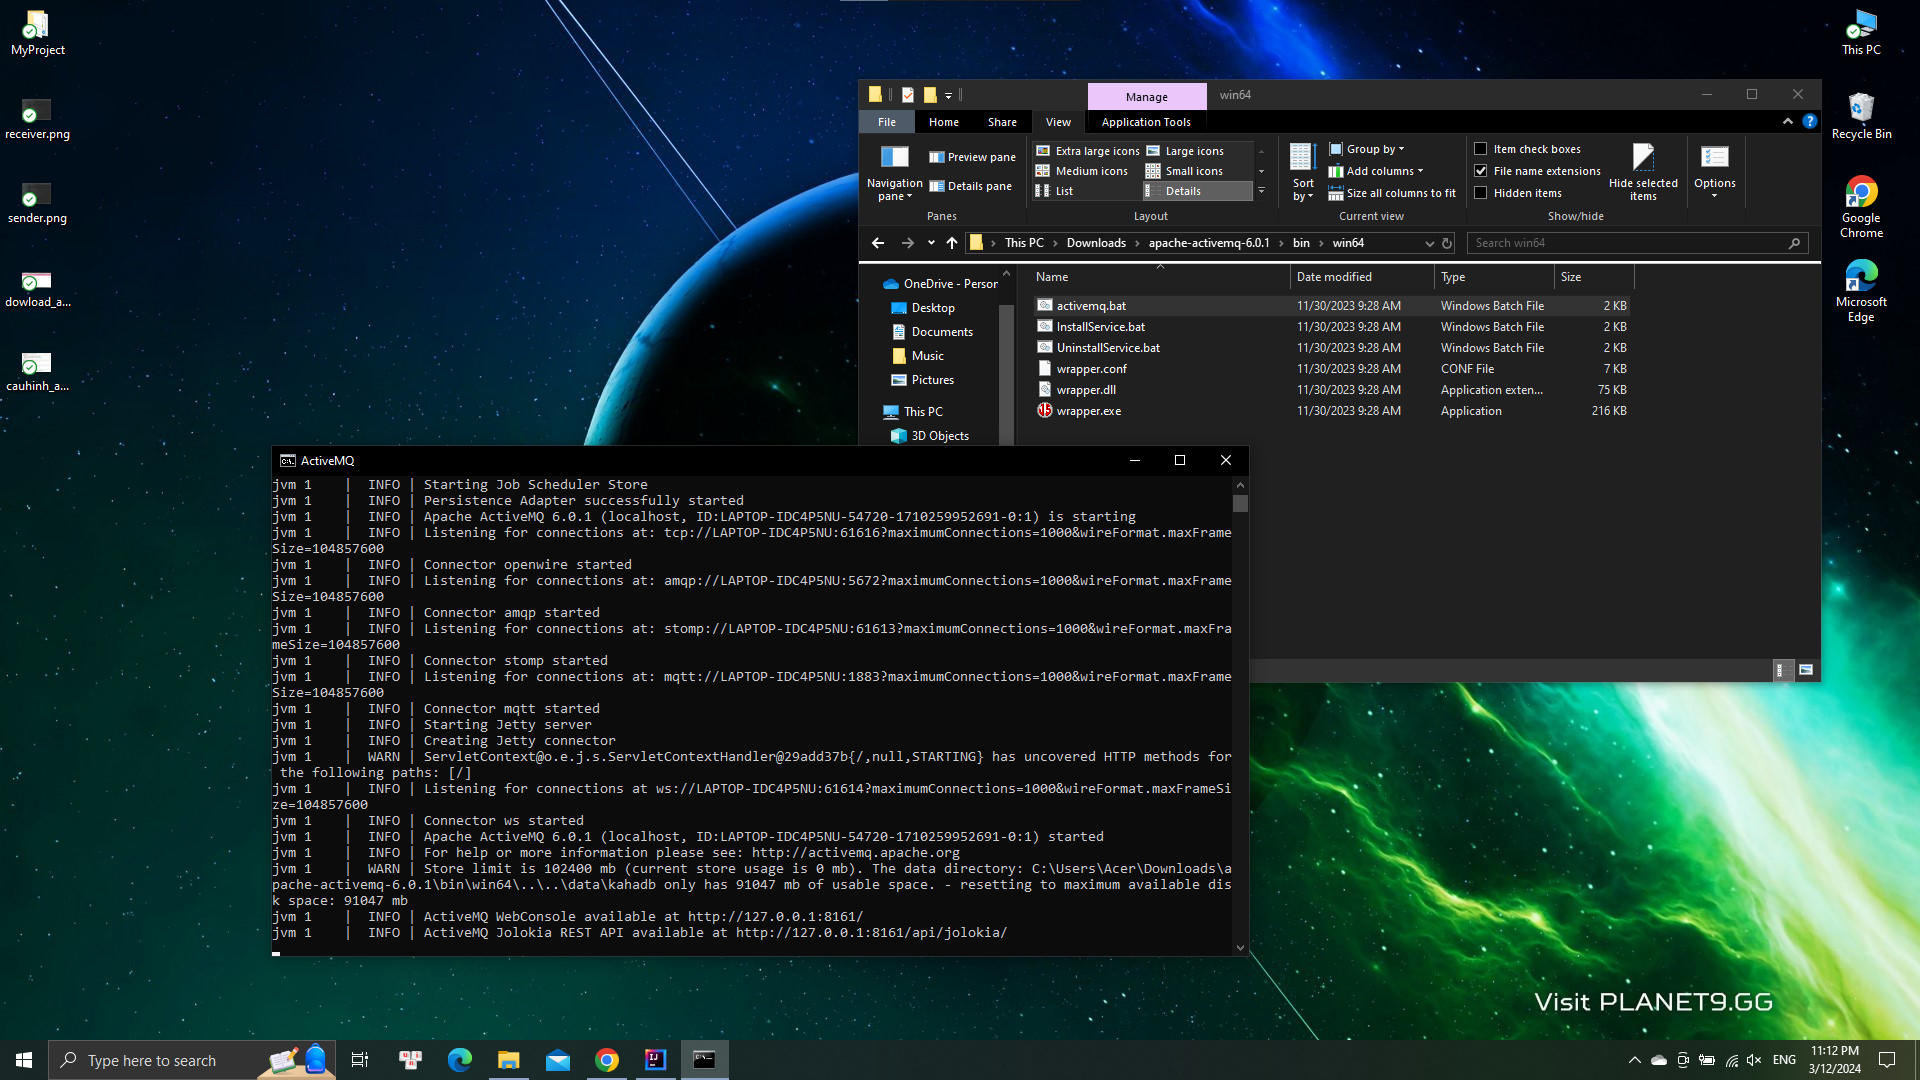 MyProject
receiver.png
sender.png
dowload_a...
cauhinh_a...
This PC
Recycle Bin
Google
Chrome
Microsoft
Edge
Manage
win64
File
Home
Share
View
Application Tools
Navigation
pane
Preview pane
Details pane
Panes
Extra large icons
Large icons
Medium icons
Small icons
List
Details
Layout
Sort
by
Group by
Add columns
Size all columns to fit
Current view
Item check boxes
File name extensions
Hidden items
Hide selected
items
Show/hide
Options
This PC > Downloads > apache-activemq-6.0.1 > bin > win64
Search win64
OneDrive - Person
Desktop
Documents
Music
Pictures
This PC
3D Objects
Name Date modified Type Size
activemq.bat 11/30/2023 9:28 AM Windows Batch File 2 KB
InstallService.bat 11/30/2023 9:28 AM Windows Batch File 2 KB
UninstallService.bat 11/30/2023 9:28 AM Windows Batch File 2 KB
wrapper.conf 11/30/2023 9:28 AM CONF File 7 KB
wrapper.dll 11/30/2023 9:28 AM Application exten... 75 KB
wrapper.exe 11/30/2023 9:28 AM Application 216 KB
ActiveMQ
jvm 1    |  INFO | Starting Job Scheduler Store
jvm 1    |  INFO | Persistence Adapter successfully started
jvm 1    |  INFO | Apache ActiveMQ 6.0.1 (localhost, ID:LAPTOP-IDC4P5NU-54720-1710259952691-0:1) is starting
jvm 1    |  INFO | Listening for connections at: tcp://LAPTOP-IDC4P5NU:61616?maximumConnections=1000&wireFormat.maxFrame
Size=104857600
jvm 1    |  INFO | Connector openwire started
jvm 1    |  INFO | Listening for connections at: amqp://LAPTOP-IDC4P5NU:5672?maximumConnections=1000&wireFormat.maxFrame
Size=104857600
jvm 1    |  INFO | Connector amqp started
jvm 1    |  INFO | Listening for connections at: stomp://LAPTOP-IDC4P5NU:61613?maximumConnections=1000&wireFormat.maxFra
meSize=104857600
jvm 1    |  INFO | Connector stomp started
jvm 1    |  INFO | Listening for connections at: mqtt://LAPTOP-IDC4P5NU:1883?maximumConnections=1000&wireFormat.maxFrame
Size=104857600
jvm 1    |  INFO | Connector mqtt started
jvm 1    |  INFO | Starting Jetty server
jvm 1    |  INFO | Creating Jetty connector
jvm 1    |  WARN | ServletContext@o.e.j.s.ServletContextHandler@29add37b{/,null,STARTING} has uncovered HTTP methods for
 the following paths: [/]
jvm 1    |  INFO | Listening for connections at ws://LAPTOP-IDC4P5NU:61614?maximumConnections=1000&wireFormat.maxFrameSi
ze=104857600
jvm 1    |  INFO | Connector ws started
jvm 1    |  INFO | Apache ActiveMQ 6.0.1 (localhost, ID:LAPTOP-IDC4P5NU-54720-1710259952691-0:1) started
jvm 1    |  INFO | For help or more information please see: http://activemq.apache.org
jvm 1    |  WARN | Store limit is 102400 mb (current store usage is 0 mb). The data directory: C:\Users\Acer\Downloads\a
pache-activemq-6.0.1\bin\win64\..\..\data\kahadb only has 91047 mb of usable space. - resetting to maximum available dis
k space: 91047 mb
jvm 1    |  INFO | ActiveMQ WebConsole available at http://127.0.0.1:8161/
jvm 1    |  INFO | ActiveMQ Jolokia REST API available at http://127.0.0.1:8161/api/jolokia/
Visit PLANET9.GG
Type here to search
ENG
11:12 PM
3/12/2024